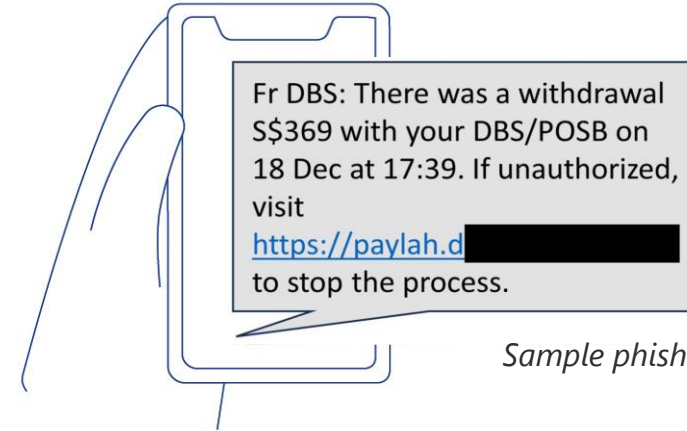 Fr DBS: There was a withdrawal
S$369 with your DBS/POSB on
18 Dec at 17:39. If unauthorized,
visit
https://paylah.d
to stop the process.
Sample phish